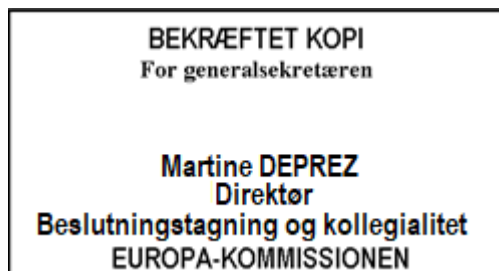 BEKRÆFTET KOPI
For generalsekretæren
Martine DEPREZ
Direktør
Beslutningstagning og kollegialitet
EUROPA-KOMMISSIONEN